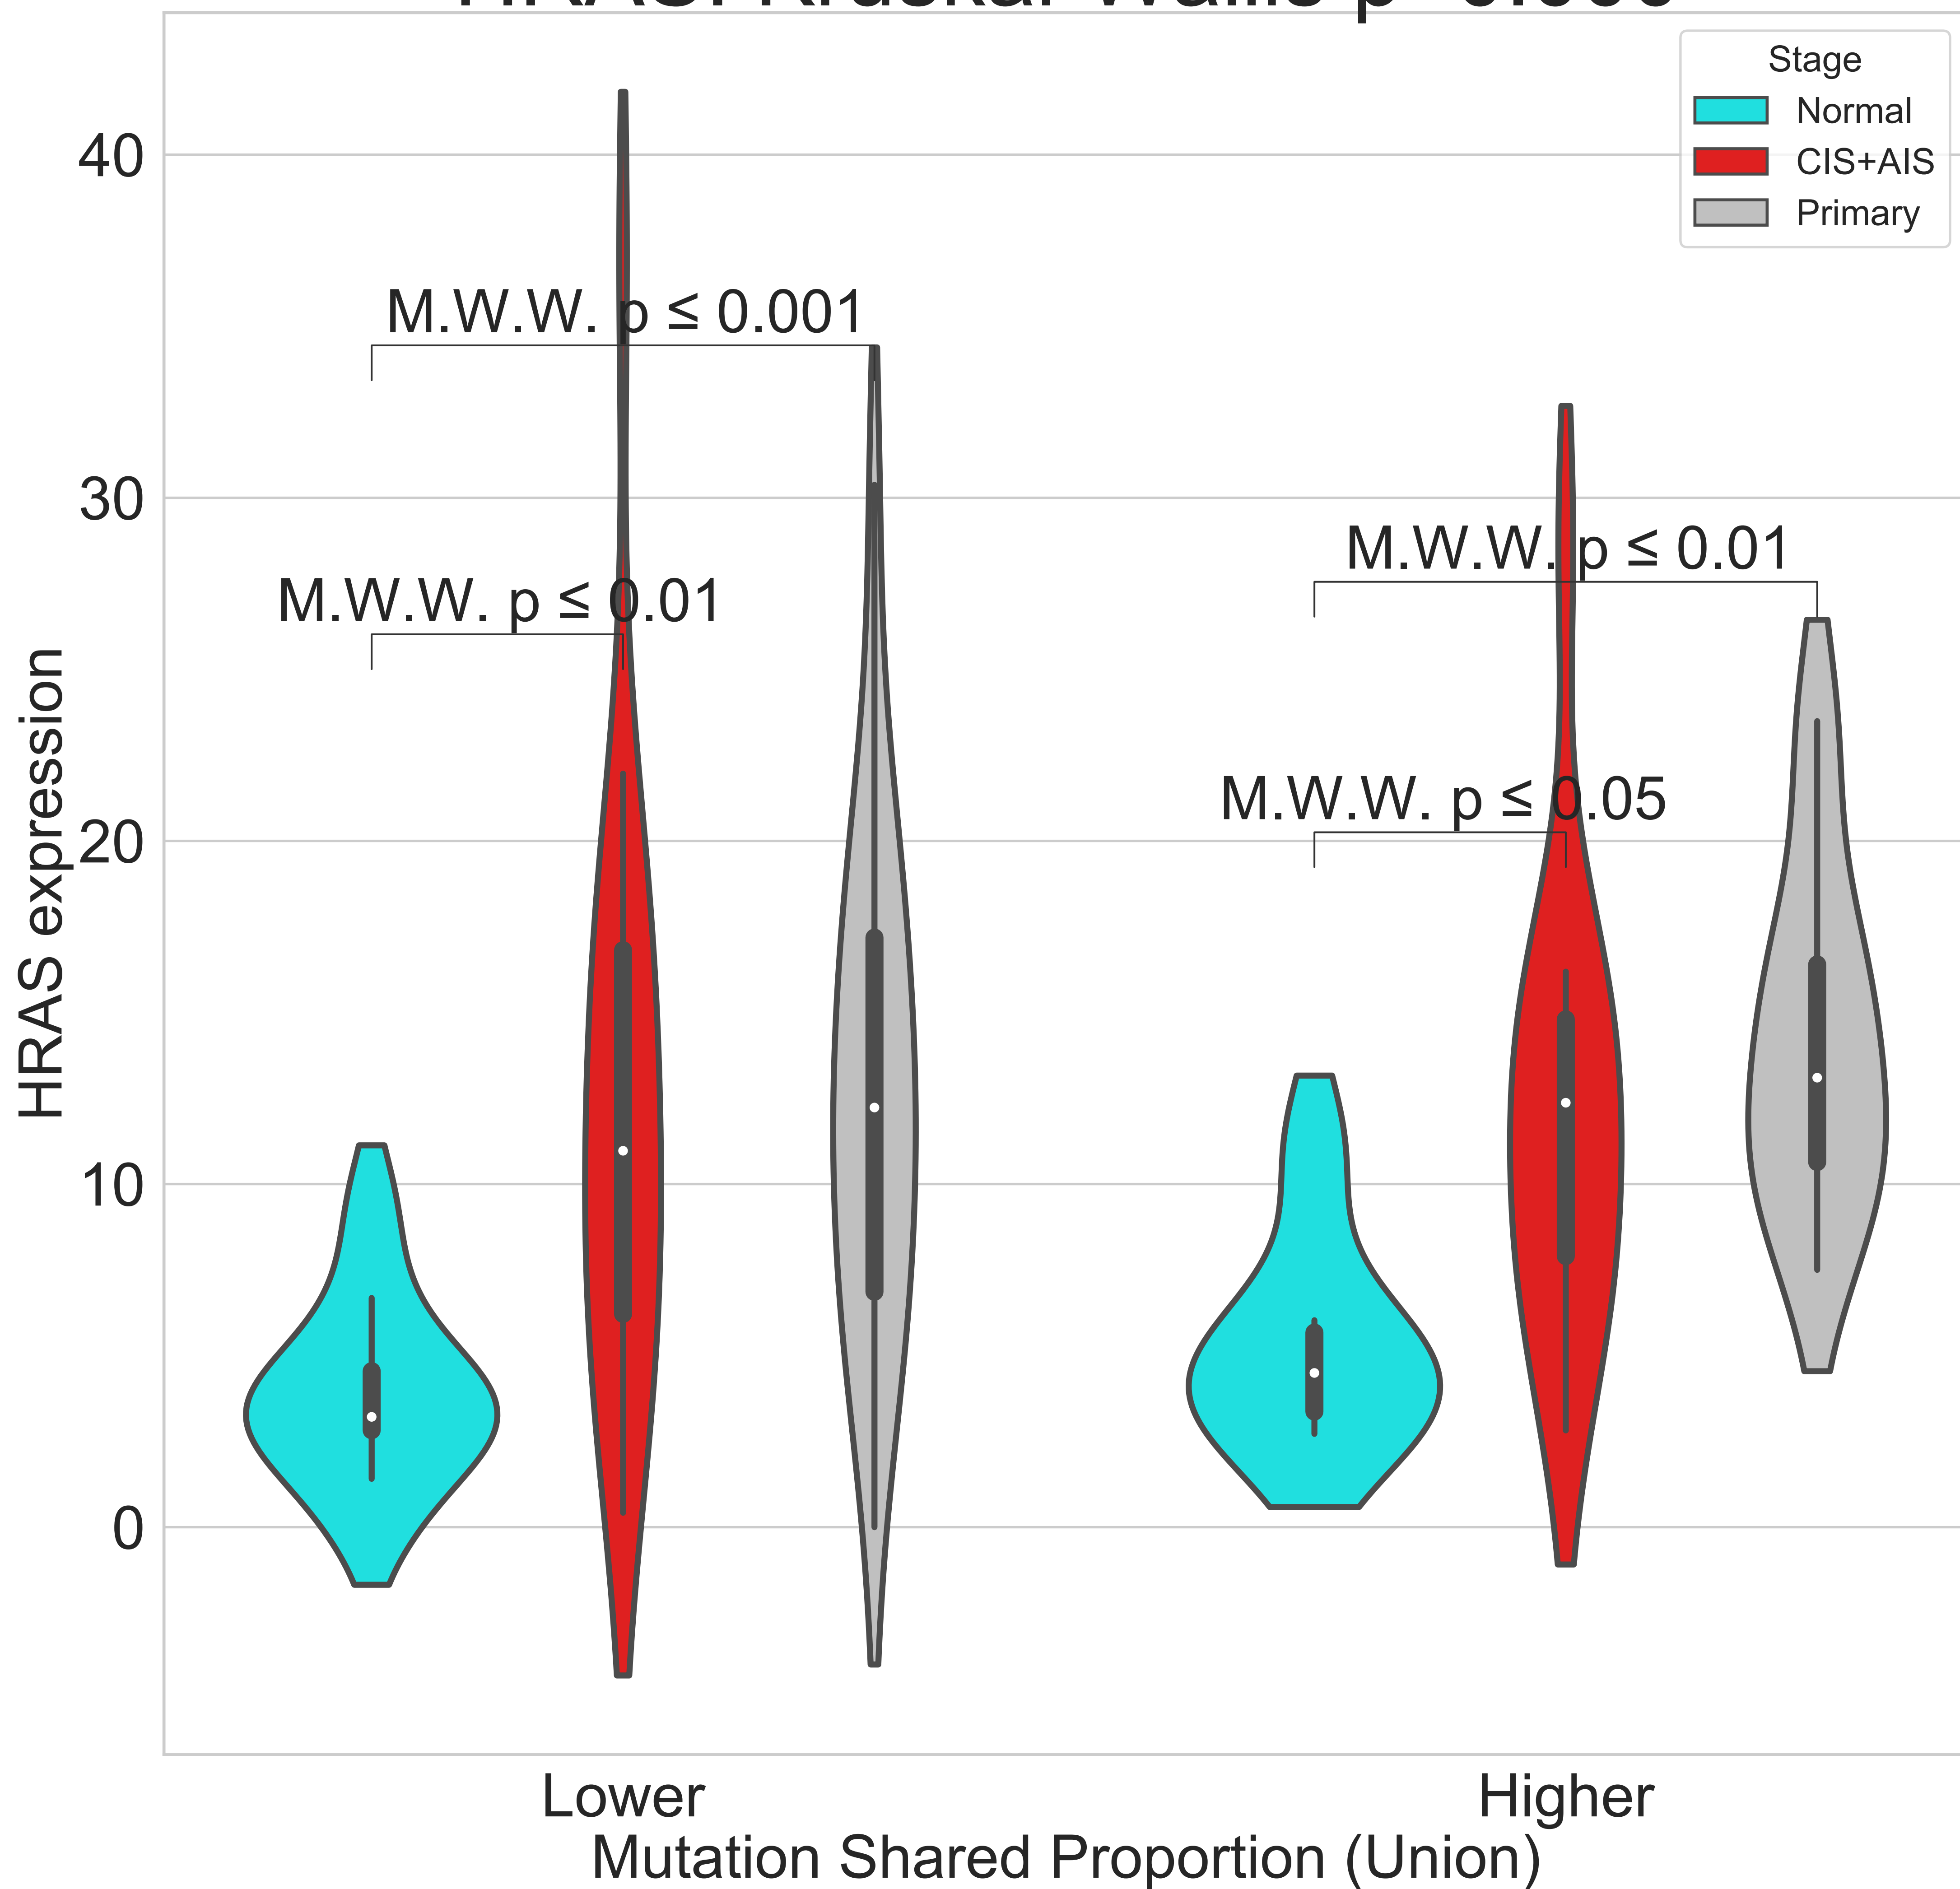 Stage
Normal
CIS+AIS
Primary
40
30
20
10
0
HRAS expression
M.W.W. p ≤ 0.001
M.W.W. p ≤ 0.01
M.W.W. p ≤ 0.01
M.W.W. p ≤ 0.05
Lower
Higher
Mutation Shared Proportion (Union)